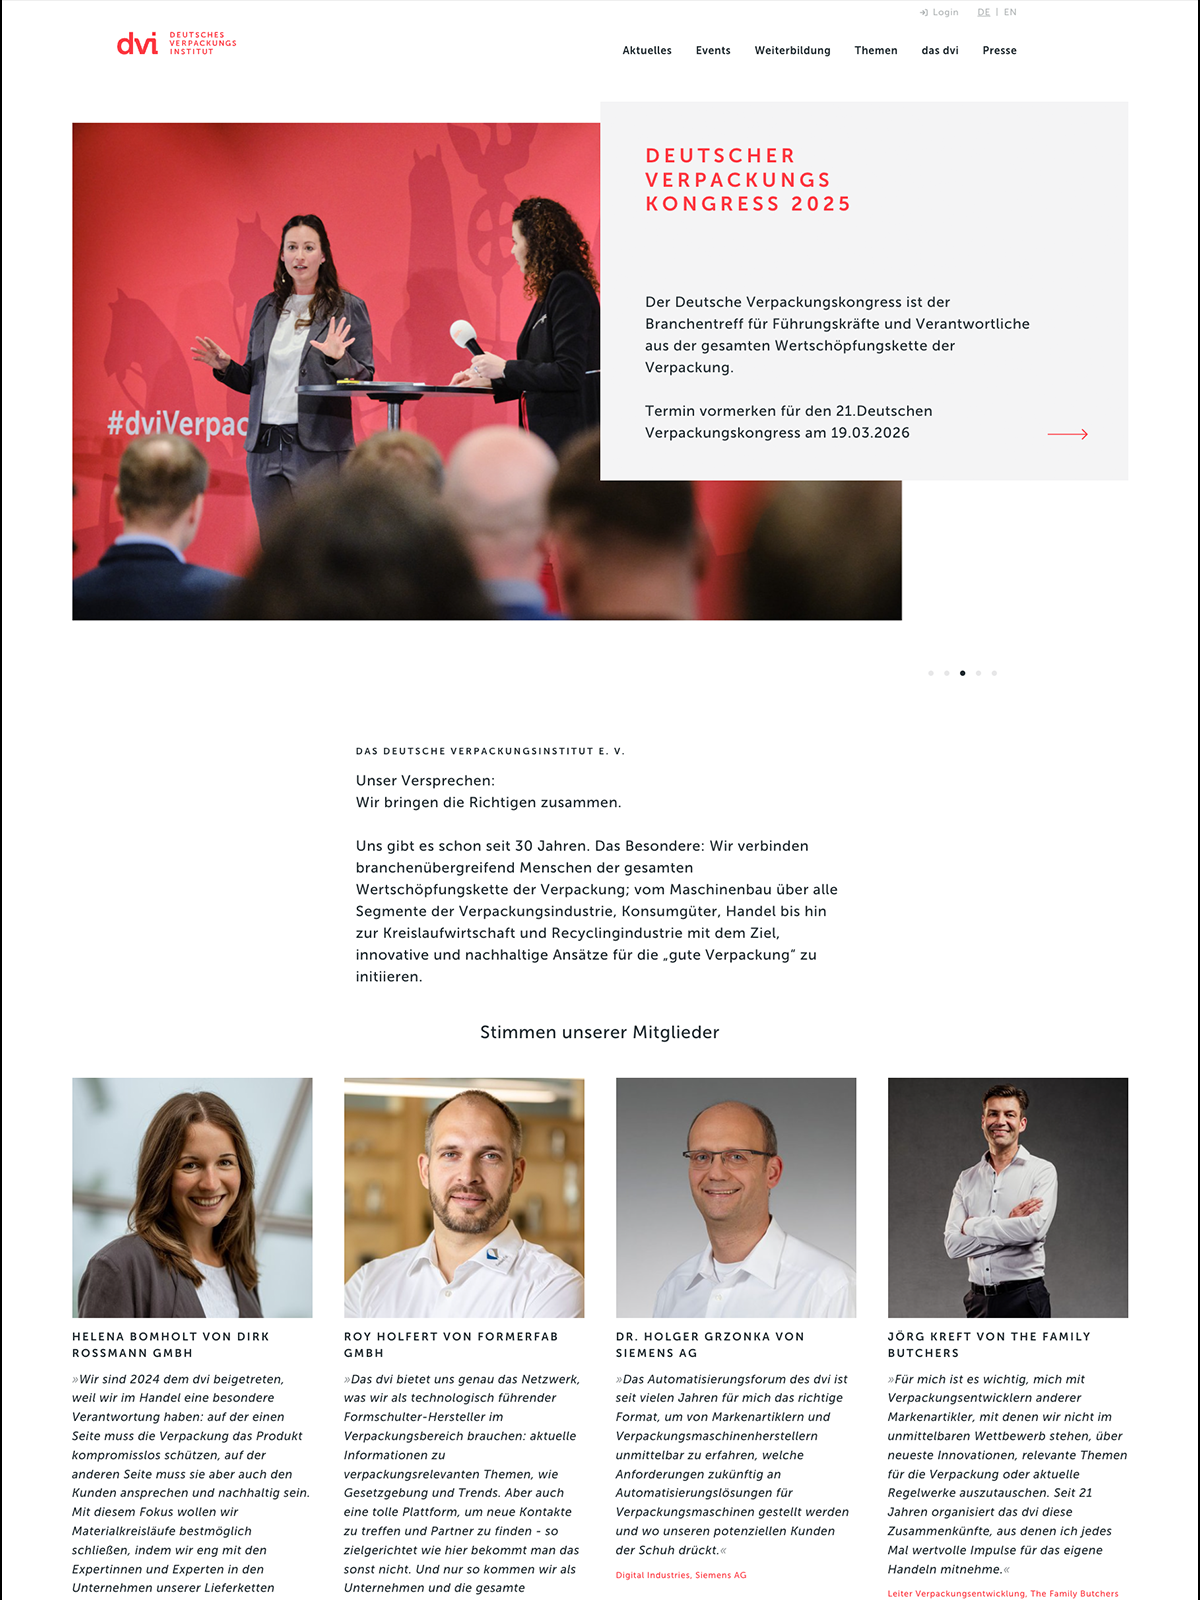 Login DE | EN
dvi DEUTSCHES
VERPACKUNGS
INSTITUT
Aktuelles Events Weiterbildung Themen das dvi Presse
#dviVerpac
DEUTSCHER
VERPACKUNGS
KONGRESS 2025
Der Deutsche Verpackungskongress ist der
Branchentreff für Führungskräfte und Verantwortliche
aus der gesamten Wertschöpfungskette der
Verpackung.
Termin vormerken für den 21.Deutschen
Verpackungskongress am 19.03.2026
DAS DEUTSCHE VERPACKUNGSINSTITUT E. V.
Unser Versprechen:
Wir bringen die Richtigen zusammen.
Uns gibt es schon seit 30 Jahren. Das Besondere: Wir verbinden
branchenübergreifend Menschen der gesamten
Wertschöpfungskette der Verpackung; vom Maschinenbau über alle
Segmente der Verpackungsindustrie, Konsumgüter, Handel bis hin
zur Kreislaufwirtschaft und Recyclingindustrie mit dem Ziel,
innovative und nachhaltige Ansätze für die „gute Verpackung“ zu
initiieren.
Stimmen unserer Mitglieder
HELENA BOMHOLT VON DIRK
ROSSMANN GMBH
»Wir sind 2024 dem dvi beigetreten,
weil wir im Handel eine besondere
Verantwortung haben: auf der einen
Seite muss die Verpackung das Produkt
kompromisslos schützen, auf der
anderen Seite muss sie aber auch den
Kunden ansprechen und nachhaltig sein.
Mit diesem Fokus wollen wir
Materialkreisläufe bestmöglich
schließen, indem wir eng mit den
Expertinnen und Experten in den
Unternehmen unserer Lieferketten
ROY HOLFERT VON FORMERFAB
GMBH
»Das dvi bietet uns genau das Netzwerk,
was wir als technologisch führender
Formschulter-Hersteller im
Verpackungsbereich brauchen: aktuelle
Informationen zu
verpackungsrelevanten Themen, wie
Gesetzgebung und Trends. Aber auch
eine tolle Plattform, um neue Kontakte
zu treffen und Partner zu finden - so
zielgerichtet wie hier bekommt man das
sonst nicht. Und nur so kommen wir als
Unternehmen und die gesamte
DR. HOLGER GRZONKA VON
SIEMENS AG
»Das Automatisierungsforum des dvi ist
seit vielen Jahren für mich das richtige
Format, um von Markenartiklern und
Verpackungsmaschinenherstellern
unmittelbar zu erfahren, welche
Anforderungen zukünftig an
Automatisierungslösungen für
Verpackungsmaschinen gestellt werden
und wo unseren potenziellen Kunden
der Schuh drückt.«
Digital Industries, Siemens AG
JÖRG KREFT VON THE FAMILY
BUTCHERS
»Für mich ist es wichtig, mich mit
Verpackungsentwicklern anderer
Markenartikler, mit denen wir nicht im
unmittelbaren Wettbewerb stehen, über
neueste Innovationen, relevante Themen
für die Verpackung oder aktuelle
Regelwerke auszutauschen. Seit 21
Jahren organisiert das dvi diese
Zusammenkünfte, aus denen ich jedes
Mal wertvolle Impulse für das eigene
Handeln mitnehme.«
Leiter Verpackungsentwicklung, The Family Butchers